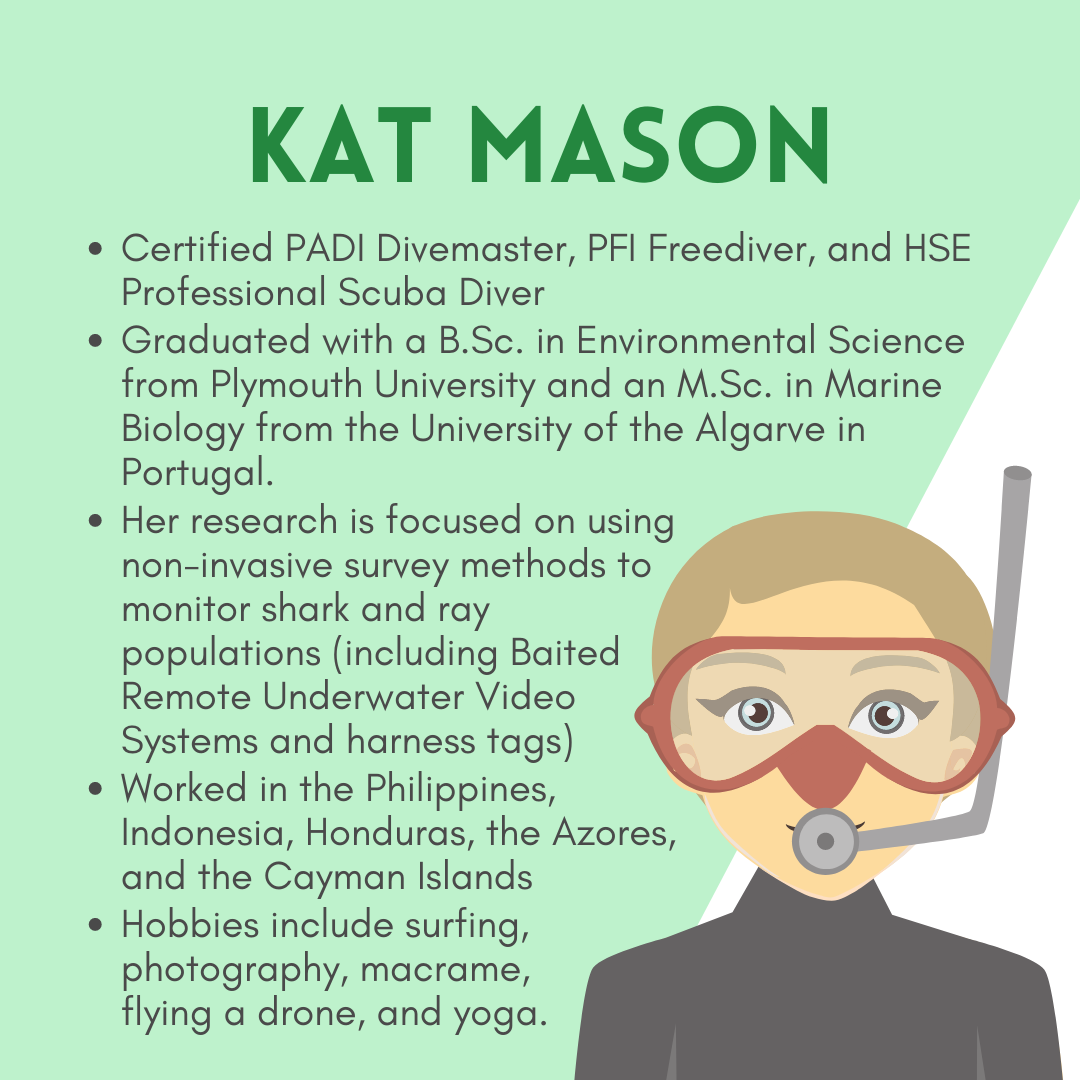 KAT MASON
• Certified PADI Divemaster, PFI Freediver, and HSE
Professional Scuba Diver
• Graduated with a B.Sc. in Environmental Science
from Plymouth University and an M.Sc. in Marine
Biology from the University of the Algarve in
Portugal.
• Her research is focused on using
non-invasive survey methods to
monitor shark and ray
populations (including Baited
Remote Underwater Video
Systems and harness tags)
• Worked in the Philippines,
Indonesia, Honduras, the Azores,
and the Cayman Islands
• Hobbies include surfing,
photography, macrame,
flying a drone, and yoga.